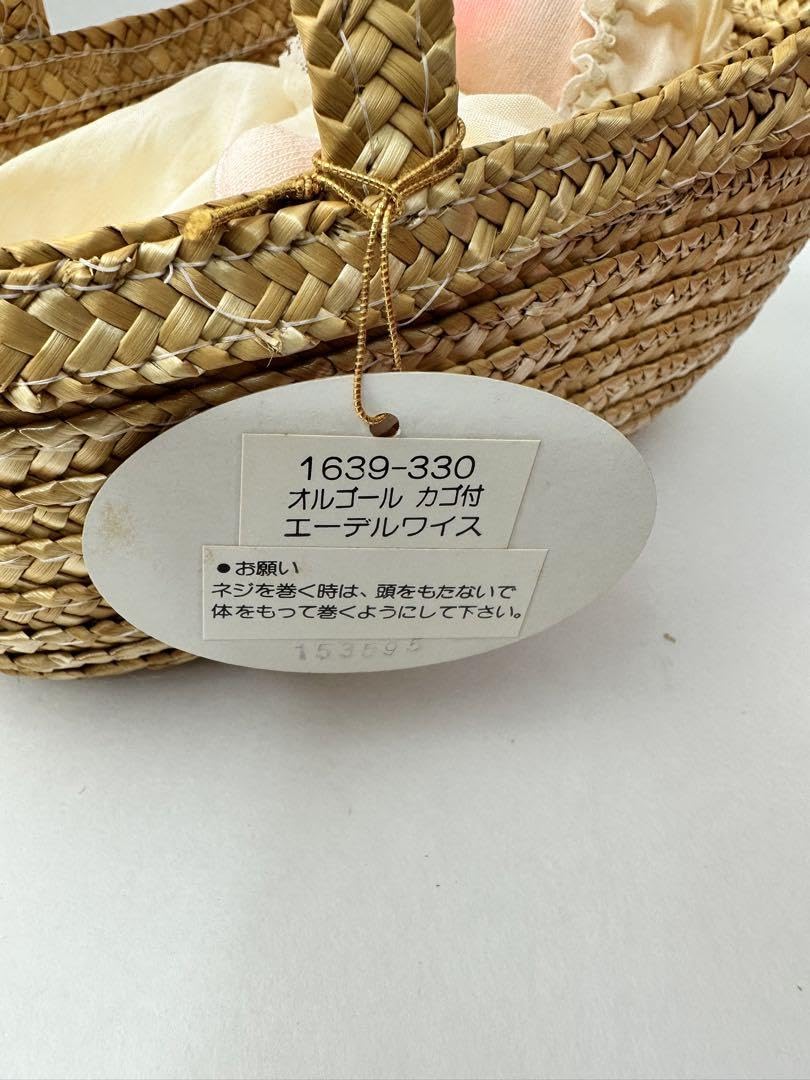 1639-330
オルゴール カゴ付
エーデルワイス
●お願い
ネジを巻く時は、頭をもたないで
体をもって巻くようにして下さい。
153595